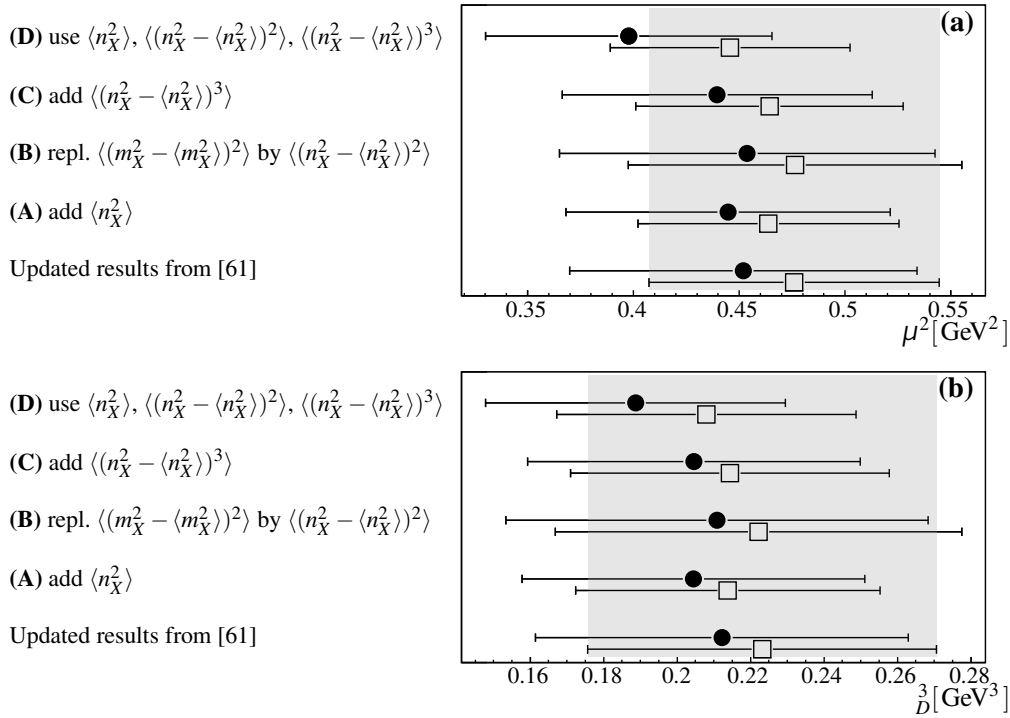 (a)
(D) use ⟨n_X^2⟩, ⟨(n_X^2 − ⟨n_X^2⟩)^2⟩, ⟨(n_X^2 − ⟨n_X^2⟩)^3⟩
(C) add ⟨(n_X^2 − ⟨n_X^2⟩)^3⟩
(B) repl. ⟨(m_X^2 − ⟨m_X^2⟩)^2⟩ by ⟨(n_X^2 − ⟨n_X^2⟩)^2⟩
(A) add ⟨n_X^2⟩
Updated results from [61]
0.35 0.4 0.45 0.5 0.55
μ^2[GeV^2]
(b)
(D) use ⟨n_X^2⟩, ⟨(n_X^2 − ⟨n_X^2⟩)^2⟩, ⟨(n_X^2 − ⟨n_X^2⟩)^3⟩
(C) add ⟨(n_X^2 − ⟨n_X^2⟩)^3⟩
(B) repl. ⟨(m_X^2 − ⟨m_X^2⟩)^2⟩ by ⟨(n_X^2 − ⟨n_X^2⟩)^2⟩
(A) add ⟨n_X^2⟩
Updated results from [61]
0.16 0.18 0.2 0.22 0.24 0.26 0.28
_D^3[GeV^3]